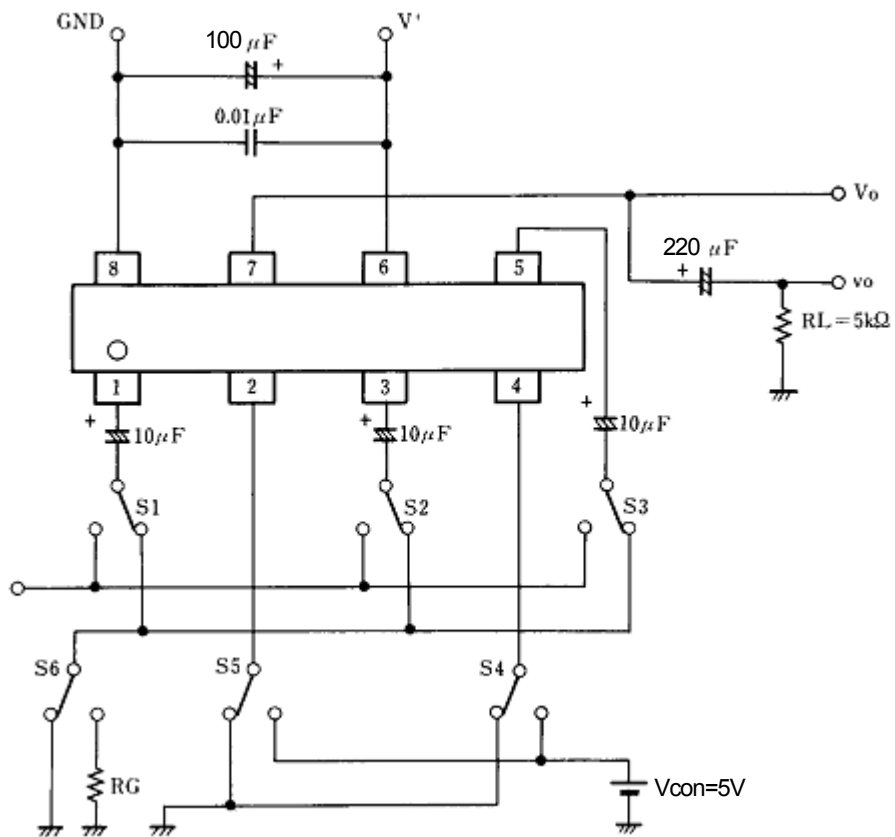 GND
V+
100 μF
+
0.01μF
Vo
8
7
6
5
220 μF
+
vo
RL=5kΩ
1
2
3
4
+
10μF
+
10μF
+
10μF
S1
S2
S3
S6
S5
S4
RG
Vcon=5V